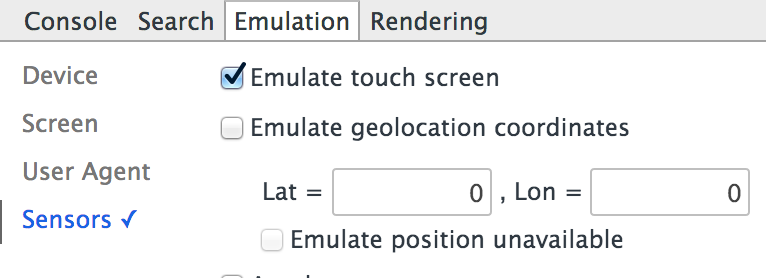 Console Search Emulation Rendering
Device
Emulate touch screen
Screen
Emulate geolocation coordinates
User Agent
Lat = 0 , Lon = 0
Sensors ✓
Emulate position unavailable